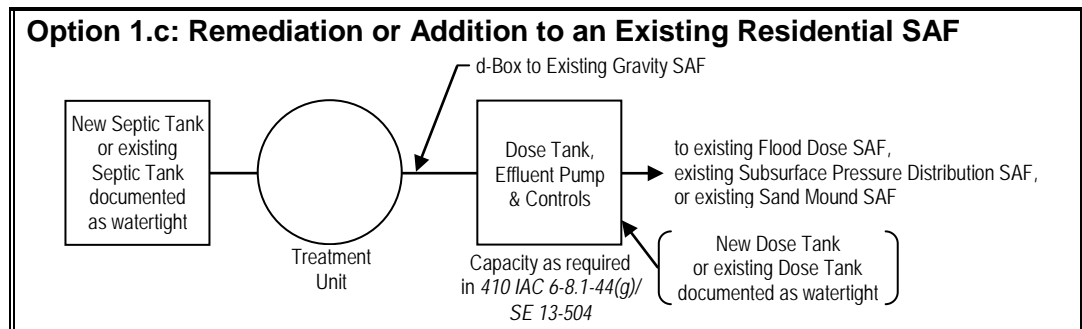 Option 1.c: Remediation or Addition to an Existing Residential SAF
d-Box to Existing Gravity SAF
New Septic Tank
or existing
Septic Tank
documented
as watertight
Treatment
Unit
Dose Tank,
Effluent Pump
& Controls
Capacity as required
in 410 IAC 6-8.1-44(g)/
SE 13-504
to existing Flood Dose SAF,
existing Subsurface Pressure Distribution SAF,
or existing Sand Mound SAF
New Dose Tank
or existing Dose Tank
documented as watertight